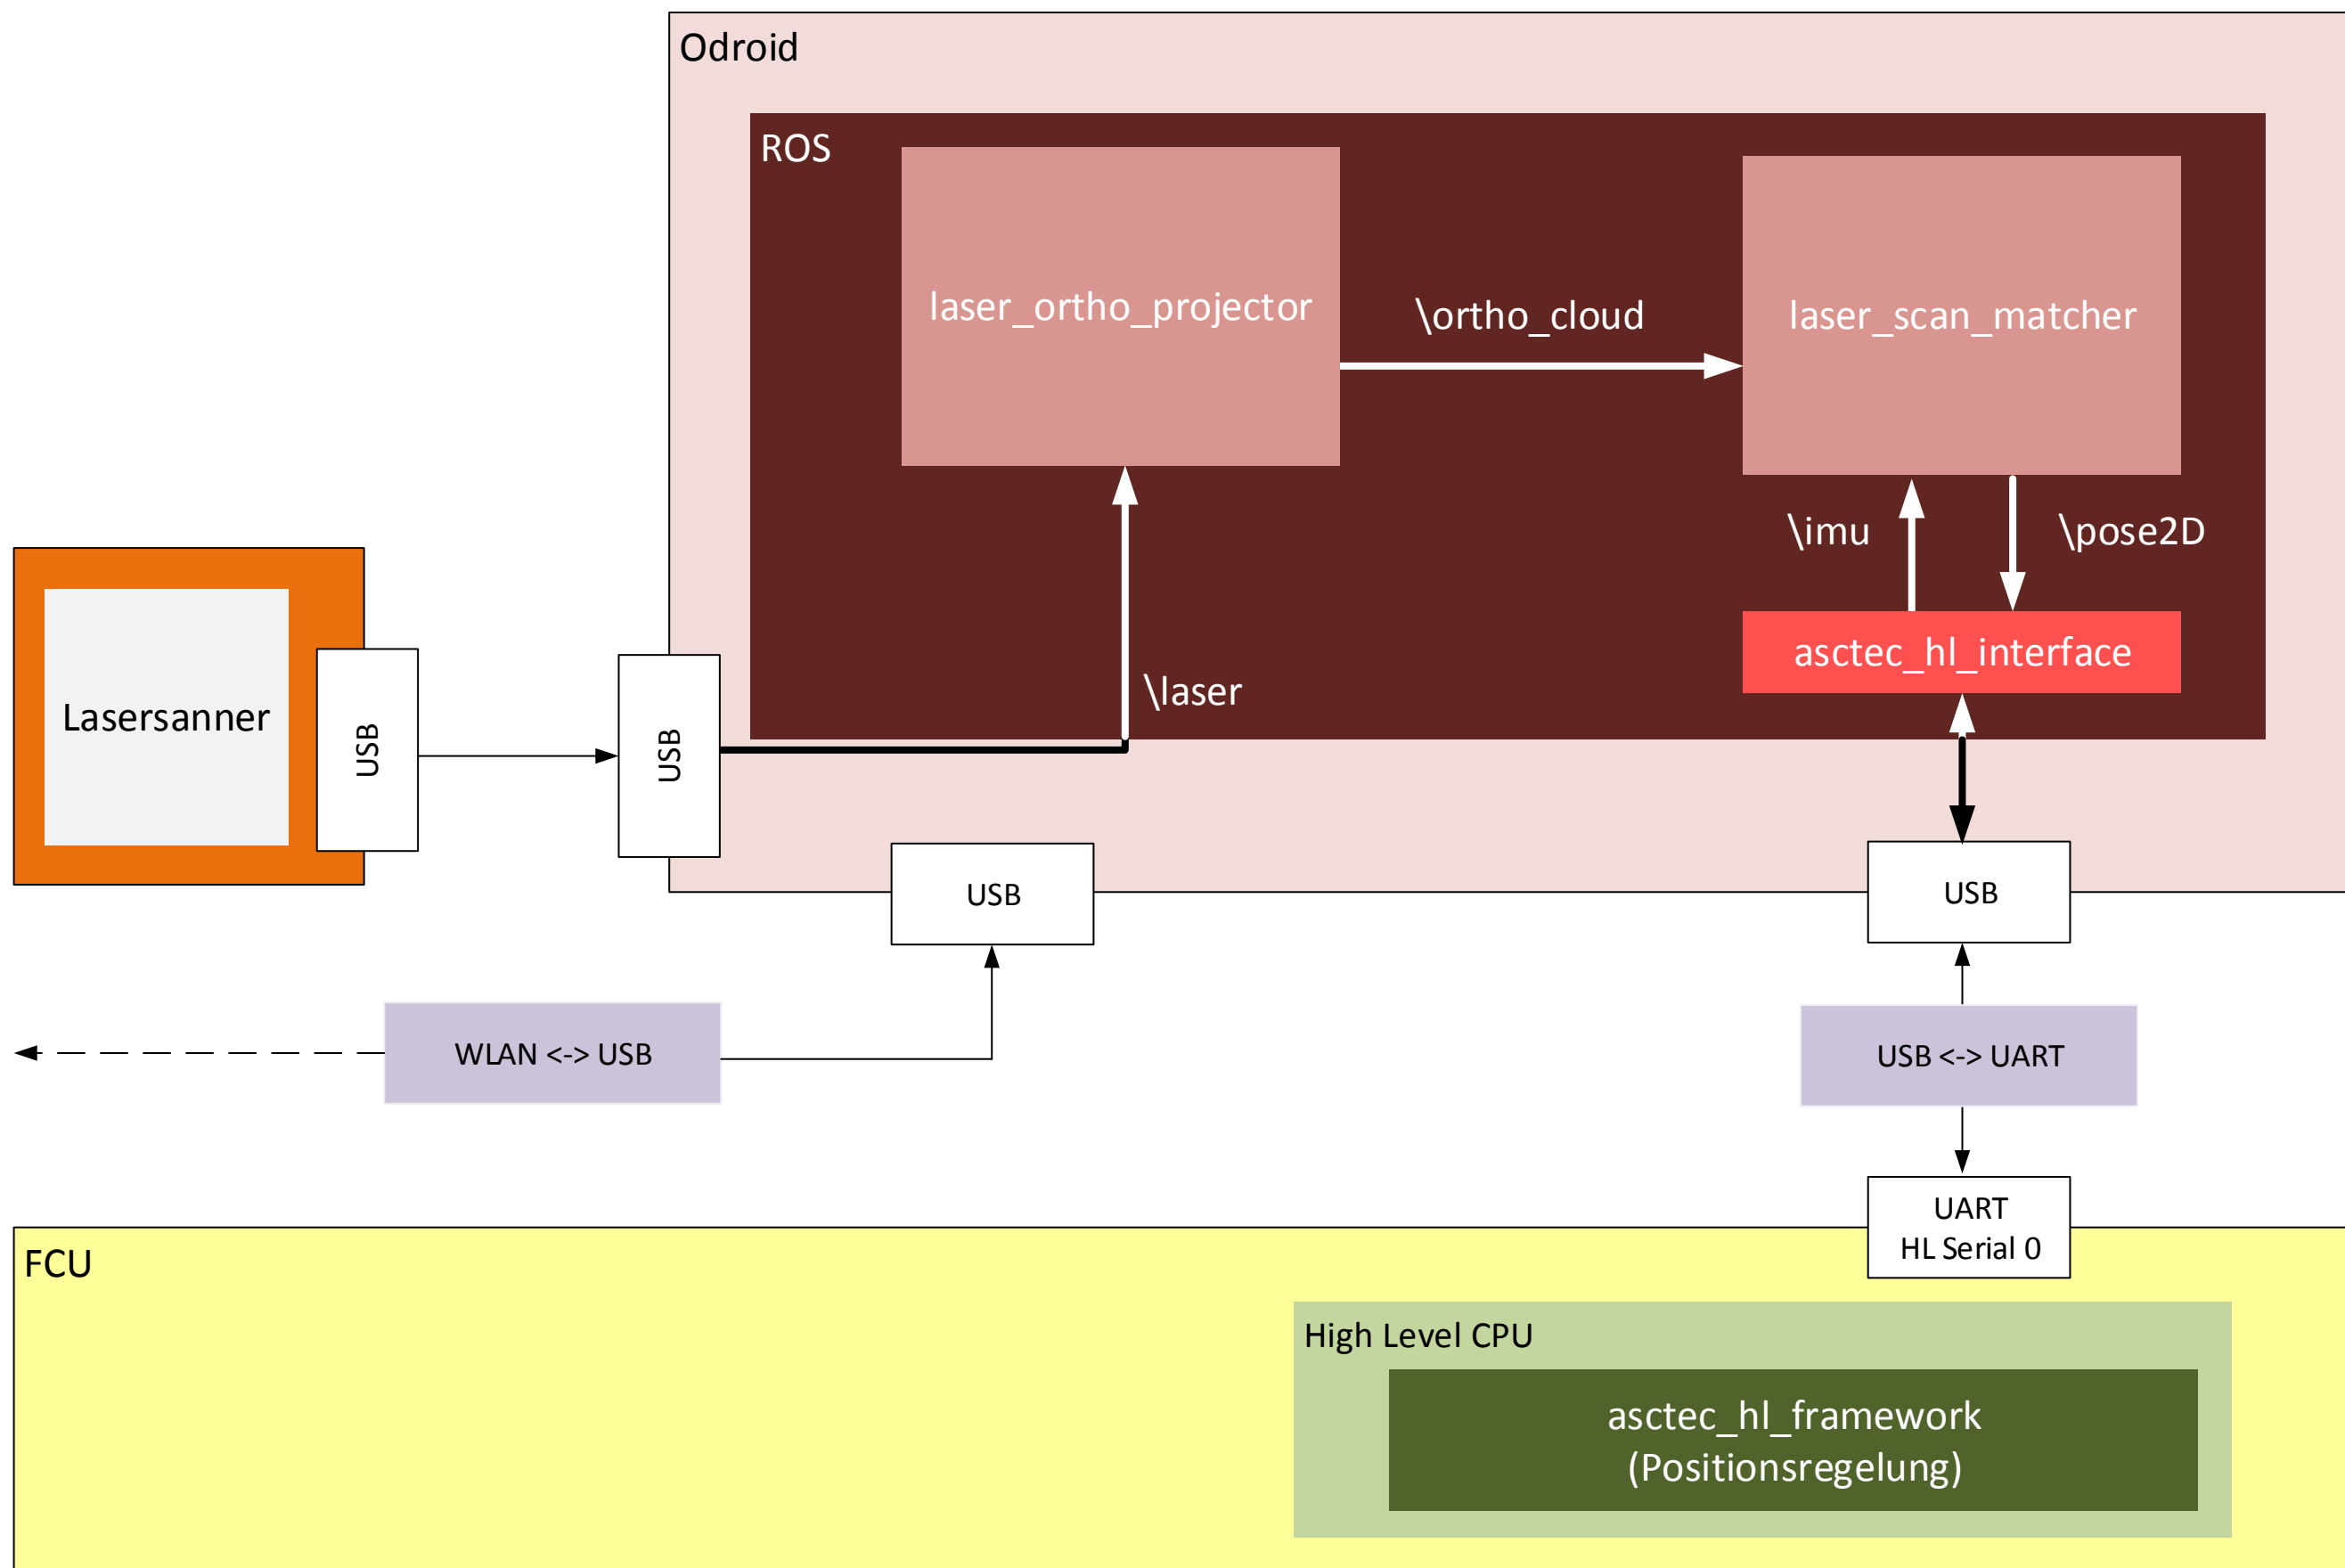 Odroid
ROS
laser_ortho_projector
\ortho_cloud
laser_scan_matcher
\imu
\pose2D
asctec_hl_interface
\laser
Lasersanner
USB
USB
USB
USB
WLAN <-> USB
USB <-> UART
UART
HL Serial 0
FCU
High Level CPU
asctec_hl_framework
(Positionsregelung)